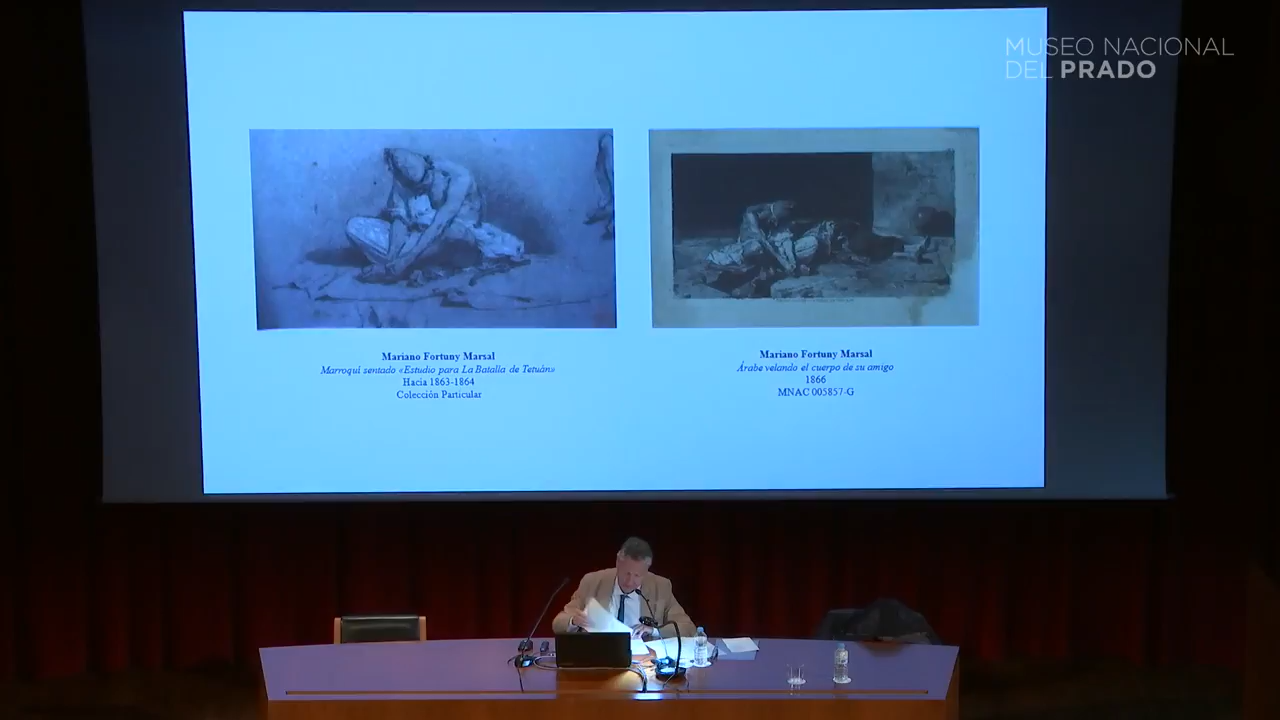 MUSEO NACIONAL
DEL PRADO
Mariano Fortuny Marsal
Marroquí sentado «Estudio para La Batalla de Tetuán»
Hacia 1863-1864
Colección Particular
Mariano Fortuny Marsal
Árabe velando el cuerpo de su amigo
1866
MNAC 005857-G